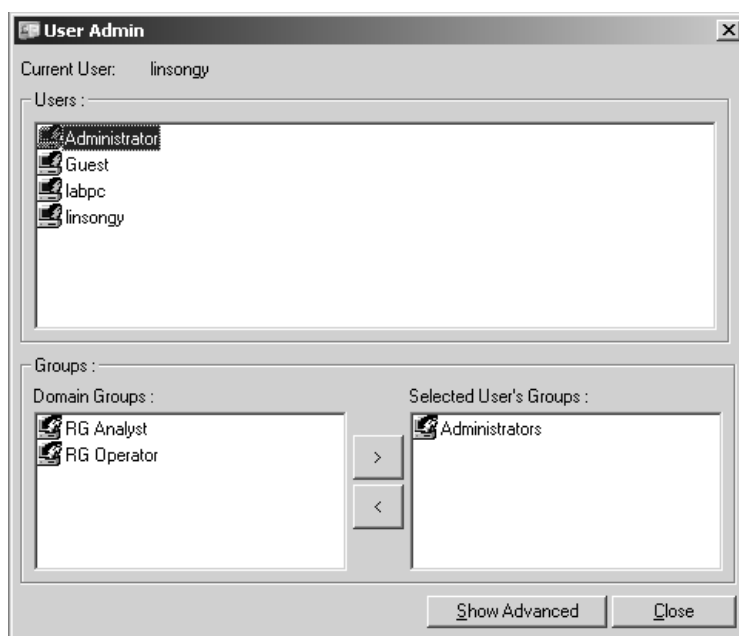 User Admin
Current User: linsongy
Users :
Administrator
Guest
labpc
linsongy
Groups :
Domain Groups :
RG Analyst
RG Operator
>
<
Selected User's Groups :
Administrators
Show Advanced
Close